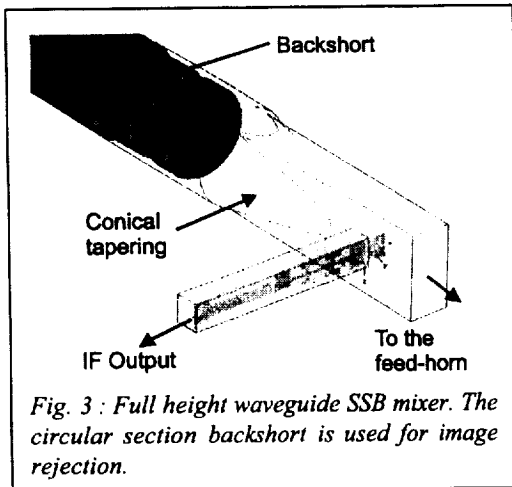 Backshort
Conical
tapering
IF Output
To the
feed-horn
Fig. 3 : Full height waveguide SSB mixer. The
circular section backshort is used for image
rejection.